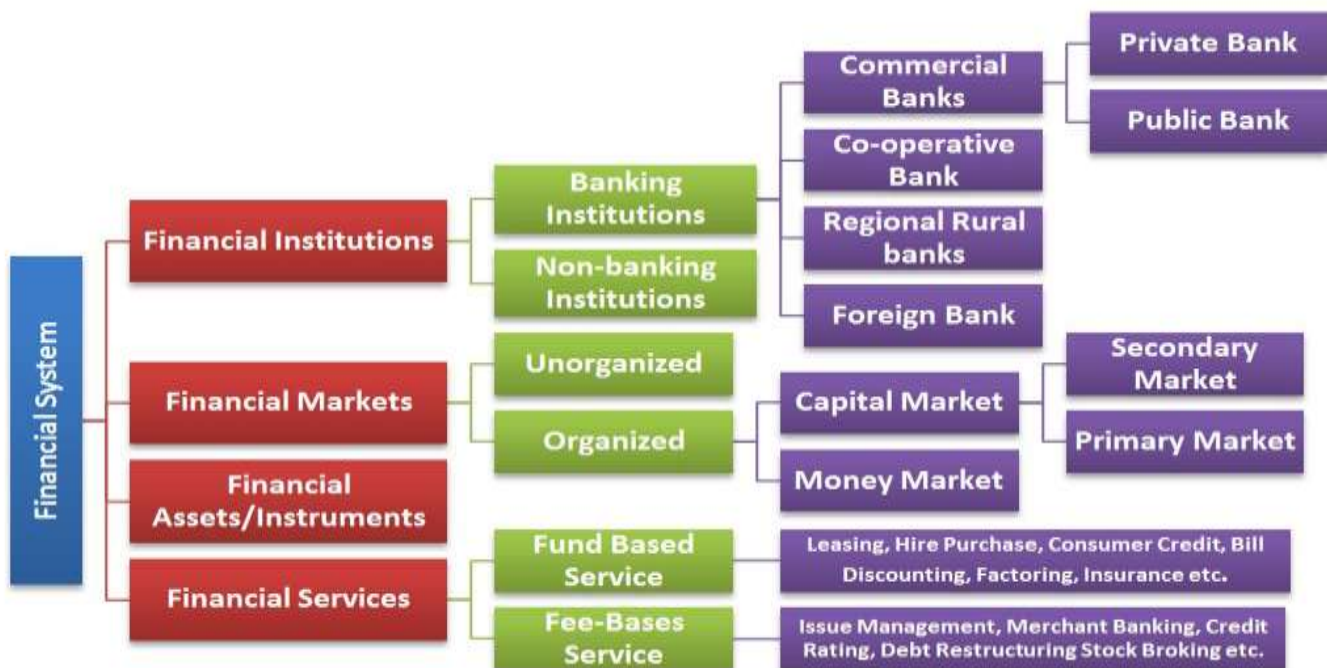 Financial System
Financial Institutions
Banking
Institutions
Commercial
Banks
Private Bank
Public Bank
Co-operative
Bank
Regional Rural
banks
Foreign Bank
Non-banking
Institutions
Financial Markets
Unorganized
Organized
Capital Market
Secondary
Market
Primary Market
Money Market
Financial
Assets/Instruments
Financial Services
Fund Based
Service
Leasing, Hire Purchase, Consumer Credit, Bill
Discounting, Factoring, Insurance etc.
Fee-Bases
Service
Issue Management, Merchant Banking, Credit
Rating, Debt Restructuring Stock Broking etc.